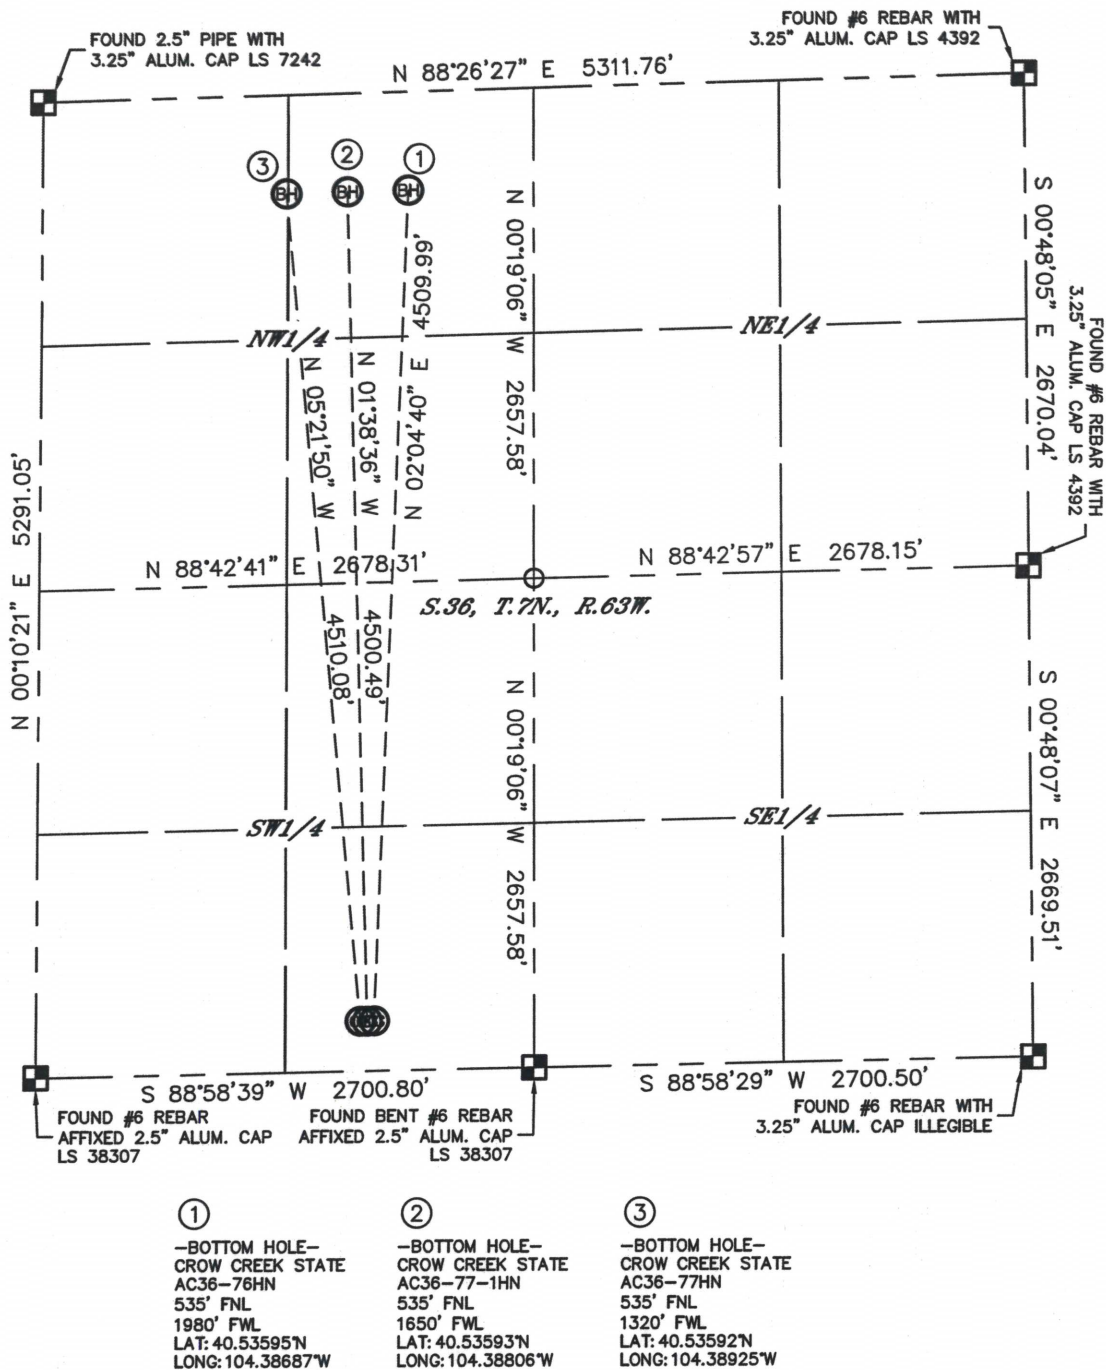 FOUND 2.5" PIPE WITH
3.25" ALUM. CAP LS 7242
FOUND #6 REBAR WITH
3.25" ALUM. CAP LS 4392
N 88°26'27" E 5311.76'
3
2
1
BH
BH
BH
N 00°19'06" W 2657.58'
S 00°48'05" E 2670.04'
FOUND #6 REBAR WITH
3.25" ALUM. CAP LS 4392
NW1/4
NE1/4
N 05°21'50" W
4510.08'
N 01°38'36" W
4500.49'
N 02°04'40" E 4509.99'
N 00°10'21" E 5291.05'
N 88°42'41" E 2678.31'
N 88°42'57" E 2678.15'
S.36, T.7N., R.63W.
N 00°19'06" W 2657.58'
S 00°48'07" E 2669.51'
SW1/4
SE1/4
S 88°58'39" W 2700.80'
S 88°58'29" W 2700.50'
FOUND #6 REBAR
AFFIXED 2.5" ALUM. CAP
LS 38307
FOUND BENT #6 REBAR
AFFIXED 2.5" ALUM. CAP
LS 38307
FOUND #6 REBAR WITH
3.25" ALUM. CAP ILLEGIBLE
1
-BOTTOM HOLE-
CROW CREEK STATE
AC36-76HN
535' FNL
1980' FWL
LAT: 40.53595°N
LONG: 104.38687°W
2
-BOTTOM HOLE-
CROW CREEK STATE
AC36-77-1HN
535' FNL
1650' FWL
LAT: 40.53593°N
LONG: 104.38806°W
3
-BOTTOM HOLE-
CROW CREEK STATE
AC36-77HN
535' FNL
1320' FWL
LAT: 40.53592°N
LONG: 104.38925°W